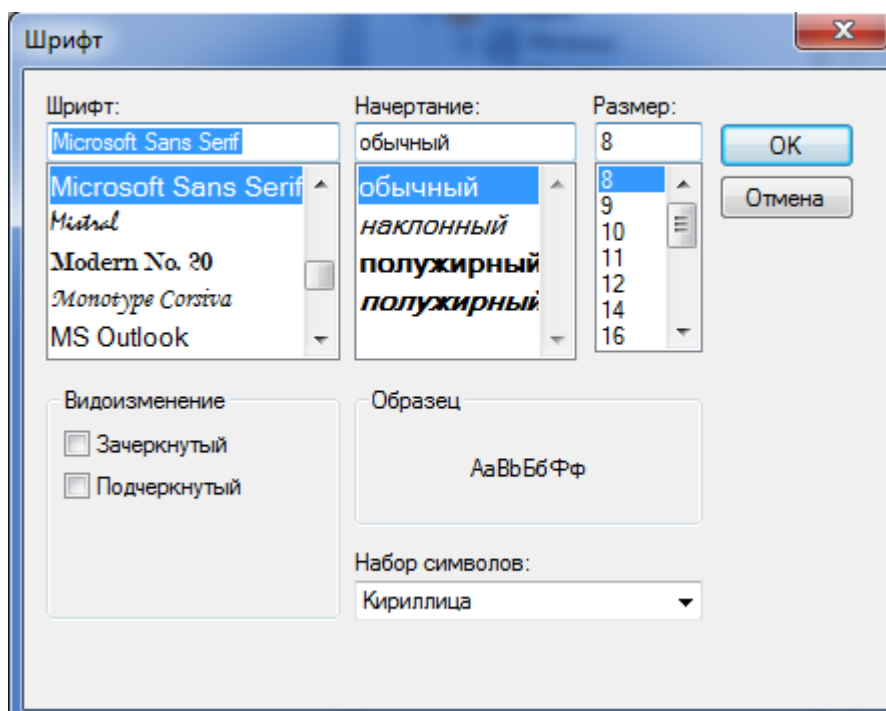 Шрифт
Шрифт:
Microsoft Sans Serif
Microsoft Sans Serif
Mistral
Modern No. 20
Monotype Corsiva
MS Outlook
Начертание:
обычный
обычный
наклонный
полужирный
полужирный
Размер:
8
8
9
10
11
12
14
16
OK
Отмена
Видоизменение
Зачеркнутый
Подчеркнутый
Образец
АаВbБбФф
Набор символов:
Кириллица